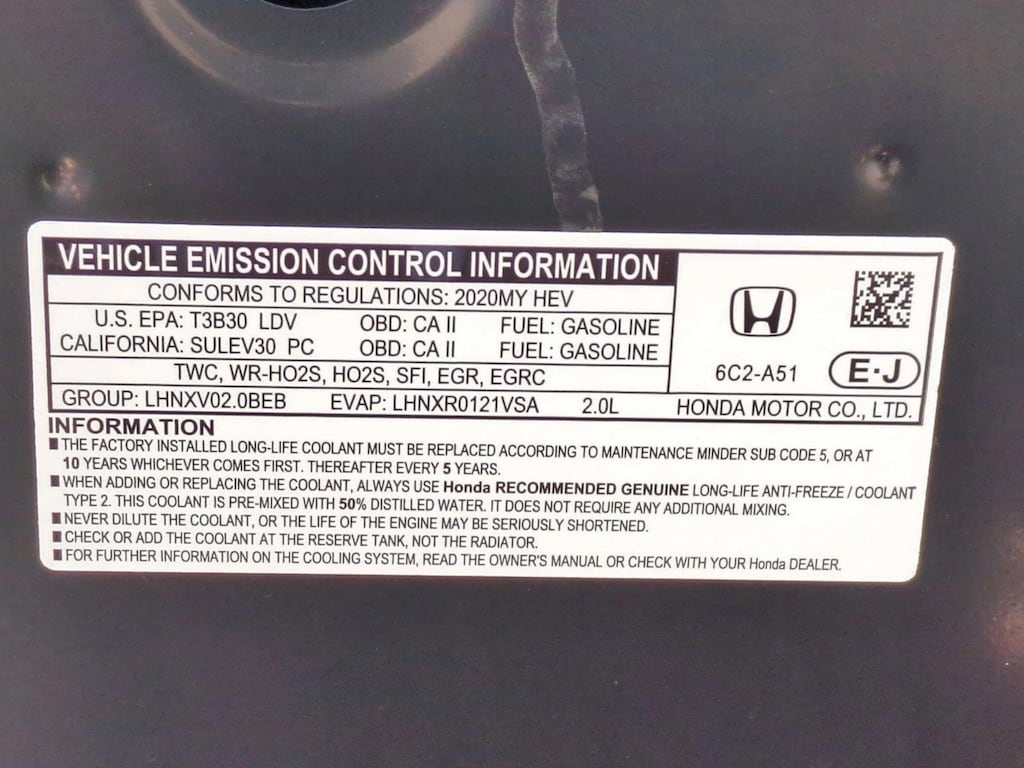 VEHICLE EMISSION CONTROL INFORMATION
CONFORMS TO REGULATIONS: 2020MY HEV
U.S. EPA: T3B30 LDV OBD: CA II FUEL: GASOLINE
CALIFORNIA: SULEV30 PC OBD: CA II FUEL: GASOLINE
TWC, WR-HO2S, HO2S, SFI, EGR, EGRC
6C2-A51 E·J
GROUP: LHNXV02.0BEB EVAP: LHNXR0121VSA 2.0L HONDA MOTOR CO., LTD.
INFORMATION
■ THE FACTORY INSTALLED LONG-LIFE COOLANT MUST BE REPLACED ACCORDING TO MAINTENANCE MINDER SUB CODE 5, OR AT
10 YEARS WHICHEVER COMES FIRST. THEREAFTER EVERY 5 YEARS.
■ WHEN ADDING OR REPLACING THE COOLANT, ALWAYS USE Honda RECOMMENDED GENUINE LONG-LIFE ANTI-FREEZE / COOLANT
TYPE 2. THIS COOLANT IS PRE-MIXED WITH 50% DISTILLED WATER. IT DOES NOT REQUIRE ANY ADDITIONAL MIXING.
■ NEVER DILUTE THE COOLANT, OR THE LIFE OF THE ENGINE MAY BE SERIOUSLY SHORTENED.
■ CHECK OR ADD THE COOLANT AT THE RESERVE TANK, NOT THE RADIATOR.
■ FOR FURTHER INFORMATION ON THE COOLING SYSTEM, READ THE OWNER'S MANUAL OR CHECK WITH YOUR Honda DEALER.